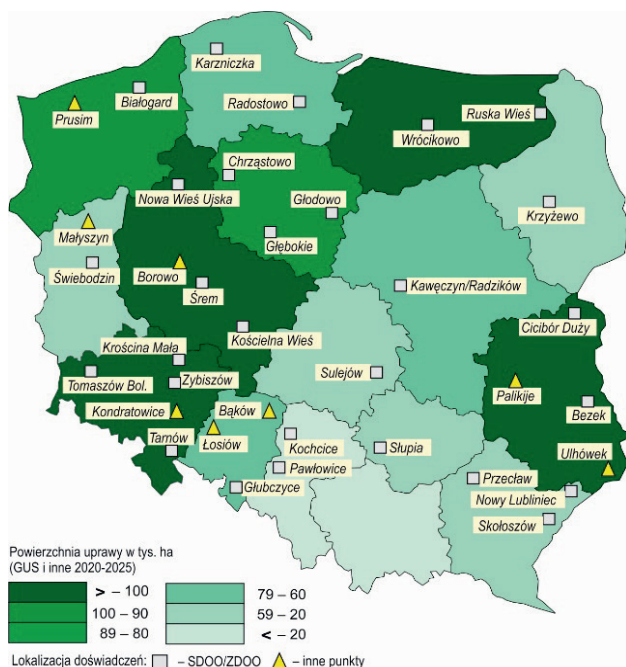 Karzniczka
Białogard
Prusim
Radostowo
Ruska Wieś
Wrócikowo
Chrząstowo
Nowa Wieś Ujska
Głodowo
Krzyżewo
Małyszyn
Głębokie
Świebodzin
Borowo
Śrem
Kawęczyn/Radzików
Cicibór Duży
Krościna Mała
Kościelna Wieś
Tomaszów Bol.
Zybiszów
Sulejów
Palikije
Bezek
Kondratowice
Bąków
Łosiów
Tarnów
Kochcice
Słupia
Ulhówek
Pawłowice
Przecław
Głubczyce
Nowy Lubliniec
Skołoszów
Powierzchnia uprawy w tys. ha
(GUS i inne 2020-2025)
> – 100
100 – 90
89 – 80
79 – 60
59 – 20
< – 20
Lokalizacja doświadczeń: – SDOO/ZDOO – inne punkty